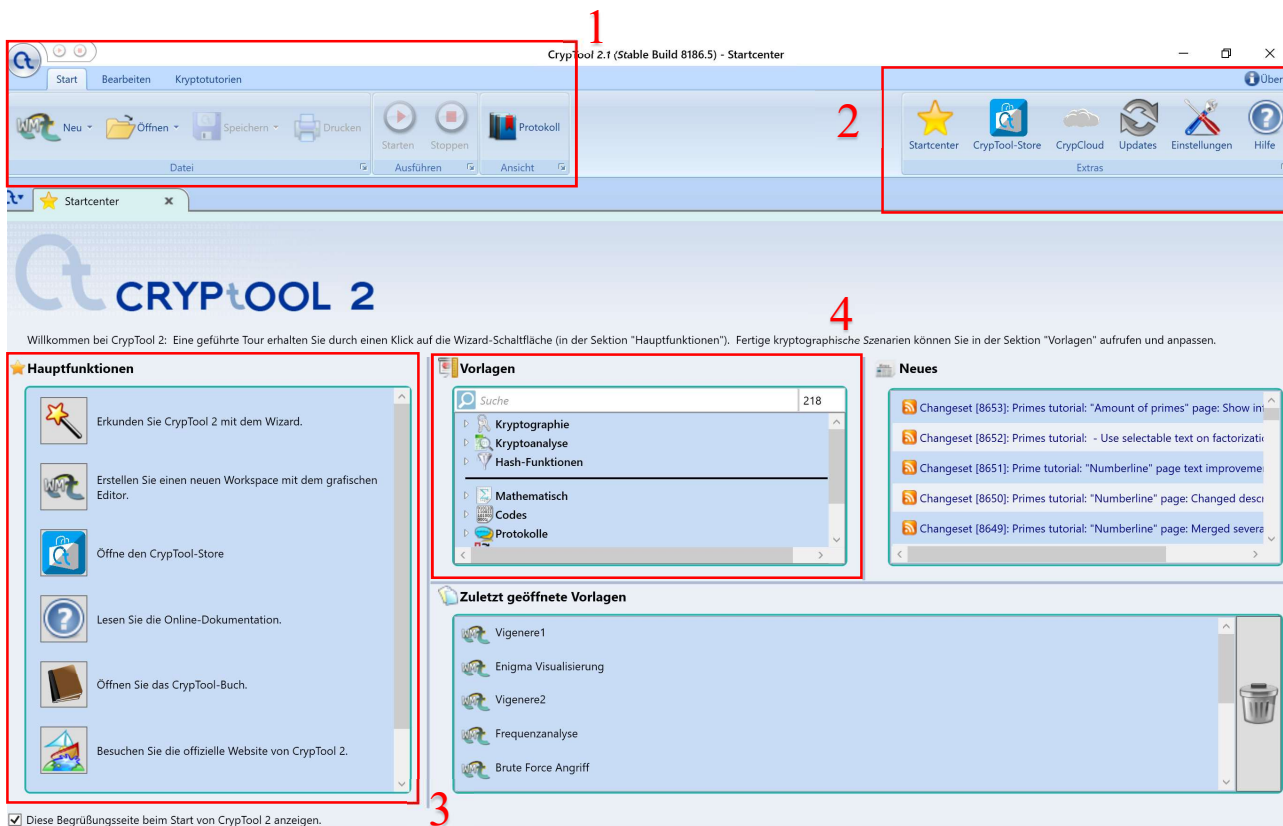 1
CrypTool 2.1 (Stable Build 8186.5) - Startcenter
Start Bearbeiten Kryptotutorien
Über
WMT Neu Öffnen Speichern Drucken Starten Stoppen Protokoll
Datei Ausführen Ansicht
2
Startcenter CrypTool-Store CrypCloud Updates Einstellungen Hilfe
Extras
Startcenter x
CRYPtOOL 2
4
Willkommen bei CrypTool 2: Eine geführte Tour erhalten Sie durch einen Klick auf die Wizard-Schaltfläche (in der Sektion "Hauptfunktionen"). Fertige kryptographische Szenarien können Sie in der Sektion "Vorlagen" aufrufen und anpassen.
Hauptfunktionen
Erkunden Sie CrypTool 2 mit dem Wizard.
Erstellen Sie einen neuen Workspace mit dem grafischen
Editor.
Öffne den CrypTool-Store
Lesen Sie die Online-Dokumentation.
Öffnen Sie das CrypTool-Buch.
Besuchen Sie die offizielle Website von CrypTool 2.
3
Vorlagen
Suche 218
Kryptographie
Kryptoanalyse
Hash-Funktionen
Mathematisch
Codes
Protokolle
Neues
Changeset [8653]: Primes tutorial: "Amount of primes" page: Show
Changeset [8652]: Primes tutorial: - Use selectable text on
Changeset [8651]: Prime tutorial: "Numberline" page text
Changeset [8650]: Primes tutorial: "Numberline" page: Changed
Changeset [8649]: Primes tutorial: "Numberline" page: Merged
Zuletzt geöffnete Vorlagen
Vigenere1
Enigma Visualisierung
Vigenere2
Frequenzanalyse
Brute Force Angriff
Diese Begrüßungsseite beim Start von CrypTool 2 anzeigen.